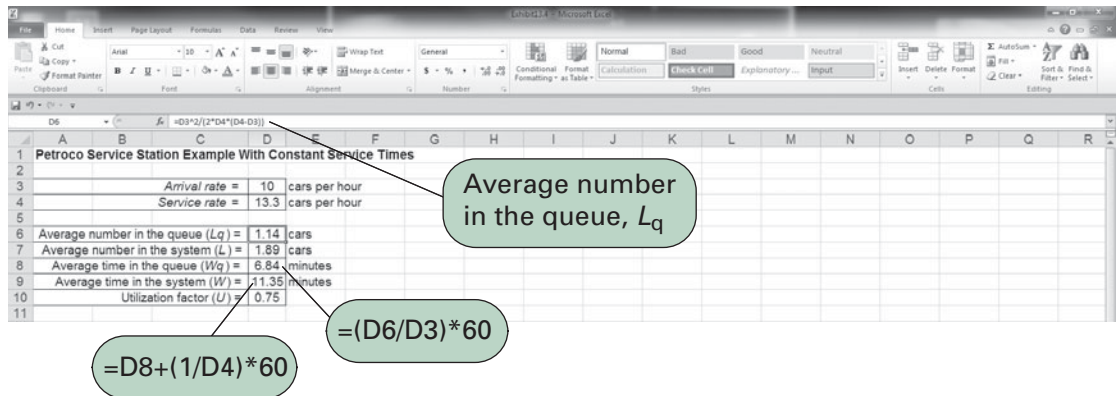 Exhibit13.4 - Microsoft Excel
File Home Insert Page Layout Formulas Data Review View
Paste Cut Copy Format Painter Clipboard
Arial 10 Font
Wrap Text Merge & Center Alignment
General $ % , Number
Conditional Formatting Format as Table
Normal Bad Good Neutral
Calculation Check Cell Explanatory ... Input
Styles
Insert Delete Format Cells
AutoSum Fill Clear Sort & Filter Find & Select Editing
D6 fx =D3^2/(2*D4*(D4-D3))
A B C D E F G H I J K L M N O P Q R
1 Petroco Service Station Example With Constant Service Times
2
3 Arrival rate = 10 cars per hour
4 Service rate = 13.3 cars per hour
5
6 Average number in the queue (Lq) = 1.14 cars
7 Average number in the system (L) = 1.89 cars
8 Average time in the queue (Wq) = 6.84 minutes
9 Average time in the system (W) = 11.35 minutes
10 Utilization factor (U) = 0.75
11
Average number
in the queue, Lq
=(D6/D3)*60
=D8+(1/D4)*60